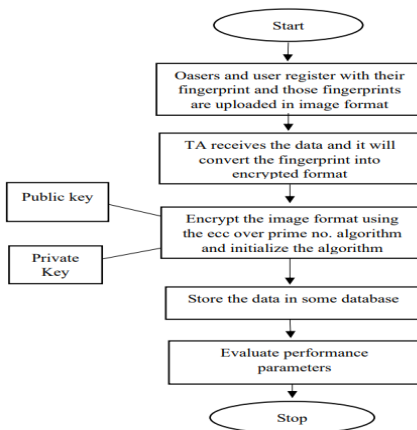 Start
Oasers and user register with their
fingerprint and those fingerprints
are uploaded in image format
TA receives the data and it will
convert the fingerprint into
encrypted format
Public key
Encrypt the image format using
the ecc over prime no. algorithm
and initialize the algorithm
Private
Key
Store the data in some database
Evaluate performance
parameters
Stop